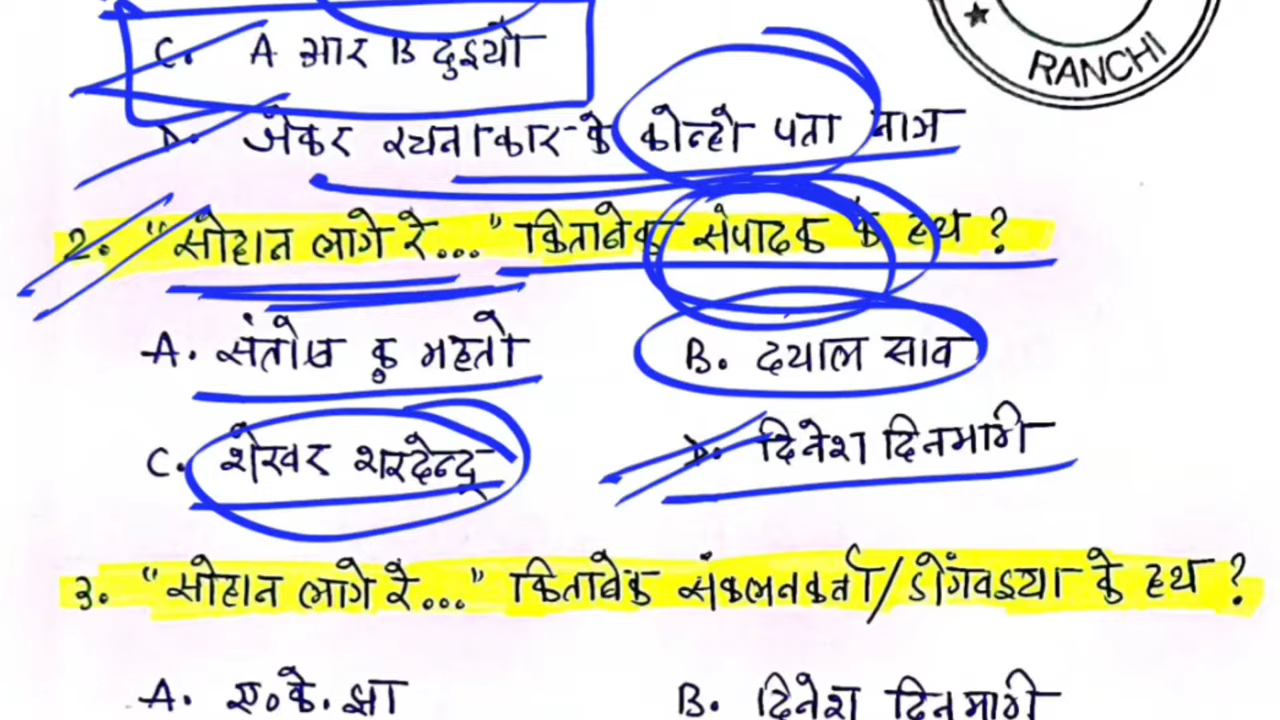 C. A आर B दुइयो
RANCHI
D. जेकर रचनाकार के कोन्हो पता नाञ
2. "सोहान लागे रे..." किताबेक संपादक के हथ ?
A. संतोख कु महतो B. दयाल साव
C. शेखर शरदेन्दू D. दिनेश दिनमणी
3. "सोहान लागे रे..." किताबेक संकलनकर्ता/डोंगवइया के हथ ?
A. ए०के. झा B. दिनेश दिनमणी